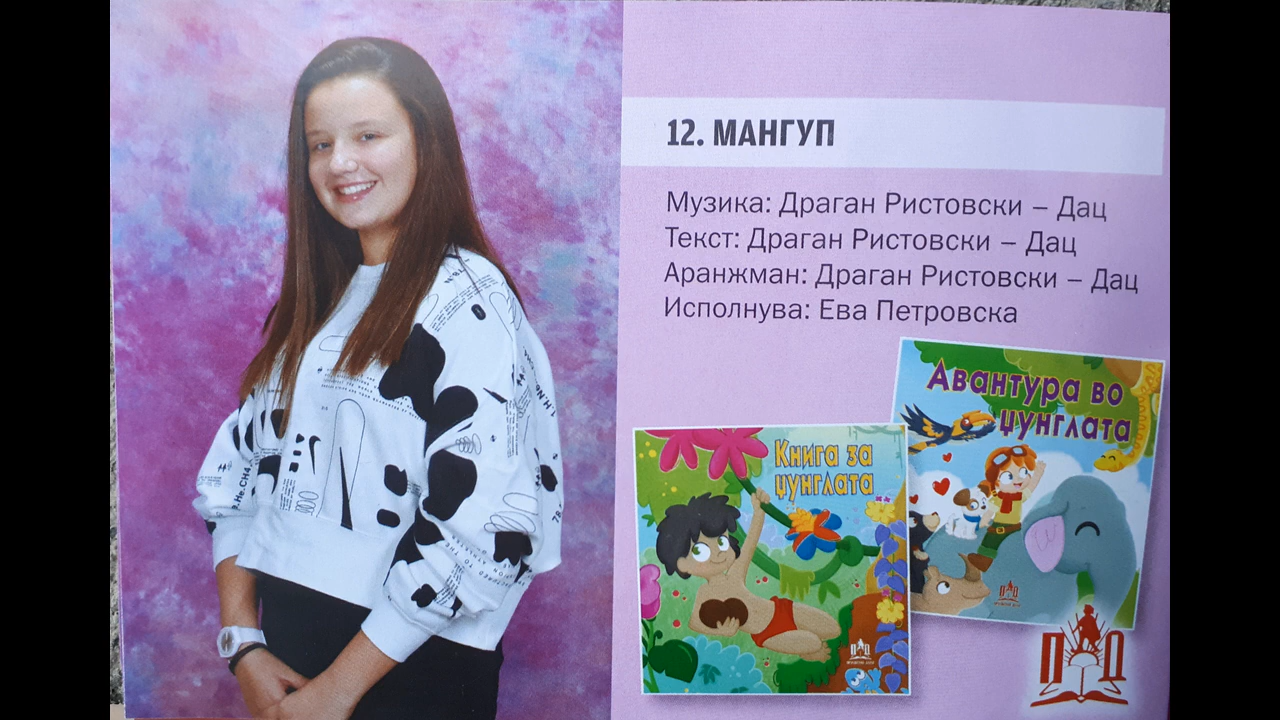 12. МАНГУП
Музика: Драган Ристовски – Дац
Текст: Драган Ристовски – Дац
Аранжман: Драган Ристовски – Дац
Исполнува: Ева Петровска
Авантура во
џунглата
Книга за
џунглата
П Д